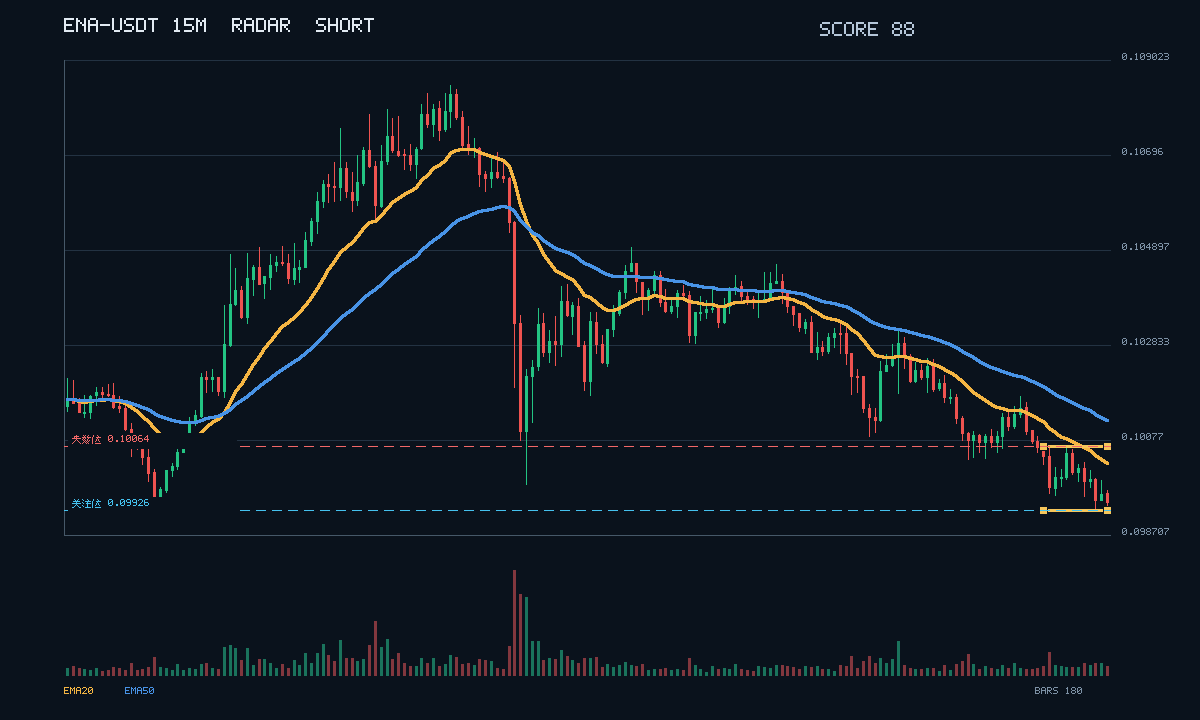 ENA-USDT 15M  RADAR  SHORT
SCORE 88
0.109023
0.10696
0.104897
0.102833
0.10077
0.098707
失效位 0.10064
关注位 0.09926
EMA20
EMA50
BARS 180